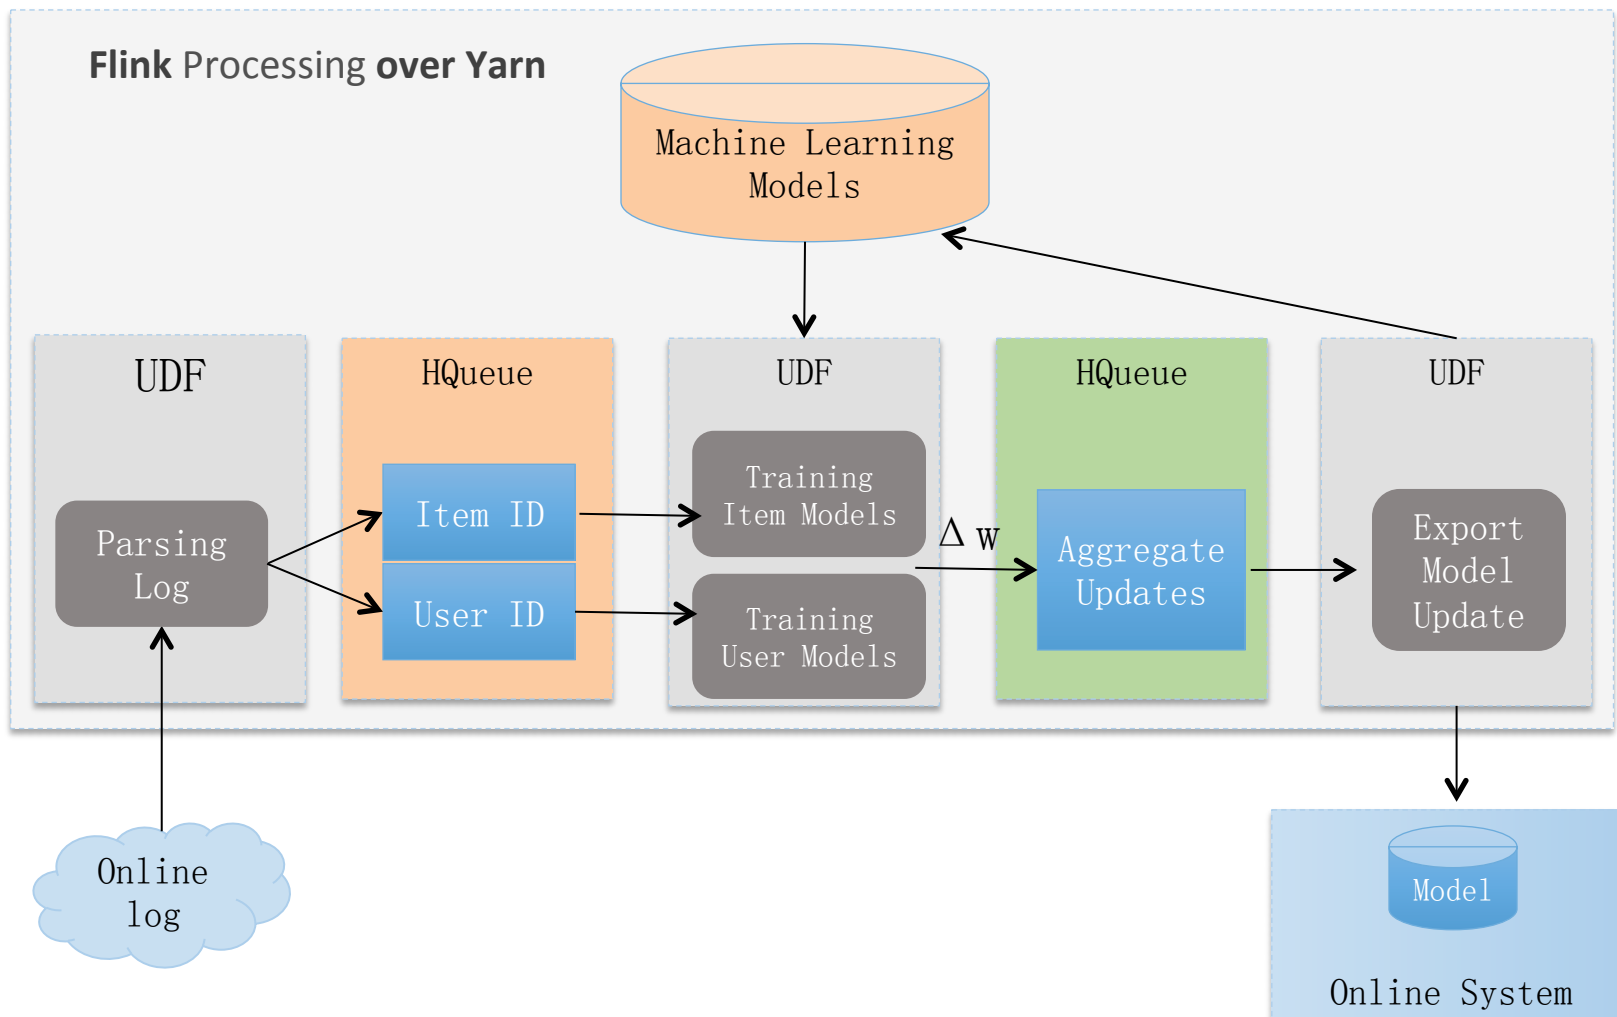 Flink Processing over Yarn
Machine Learning
Models
UDF
Parsing
Log
HQueue
Item ID
User ID
UDF
Training
Item Models
Training
User Models
Δ w
HQueue
Aggregate
Updates
UDF
Export
Model
Update
Online
log
Model
Online System